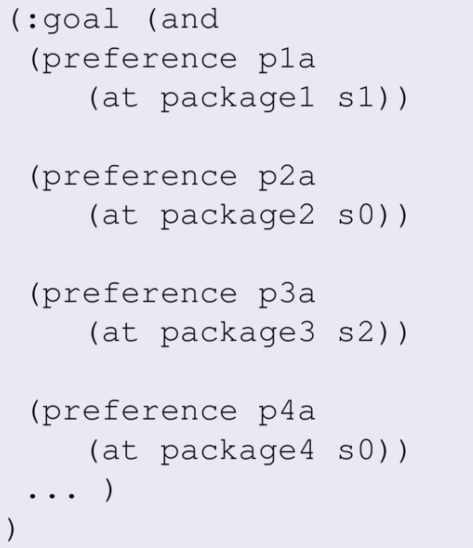 (:goal (and
(preference p1a
(at package1 s1))
(preference p2a
(at package2 s0))
(preference p3a
(at package3 s2))
(preference p4a
(at package4 s0))
... )
)